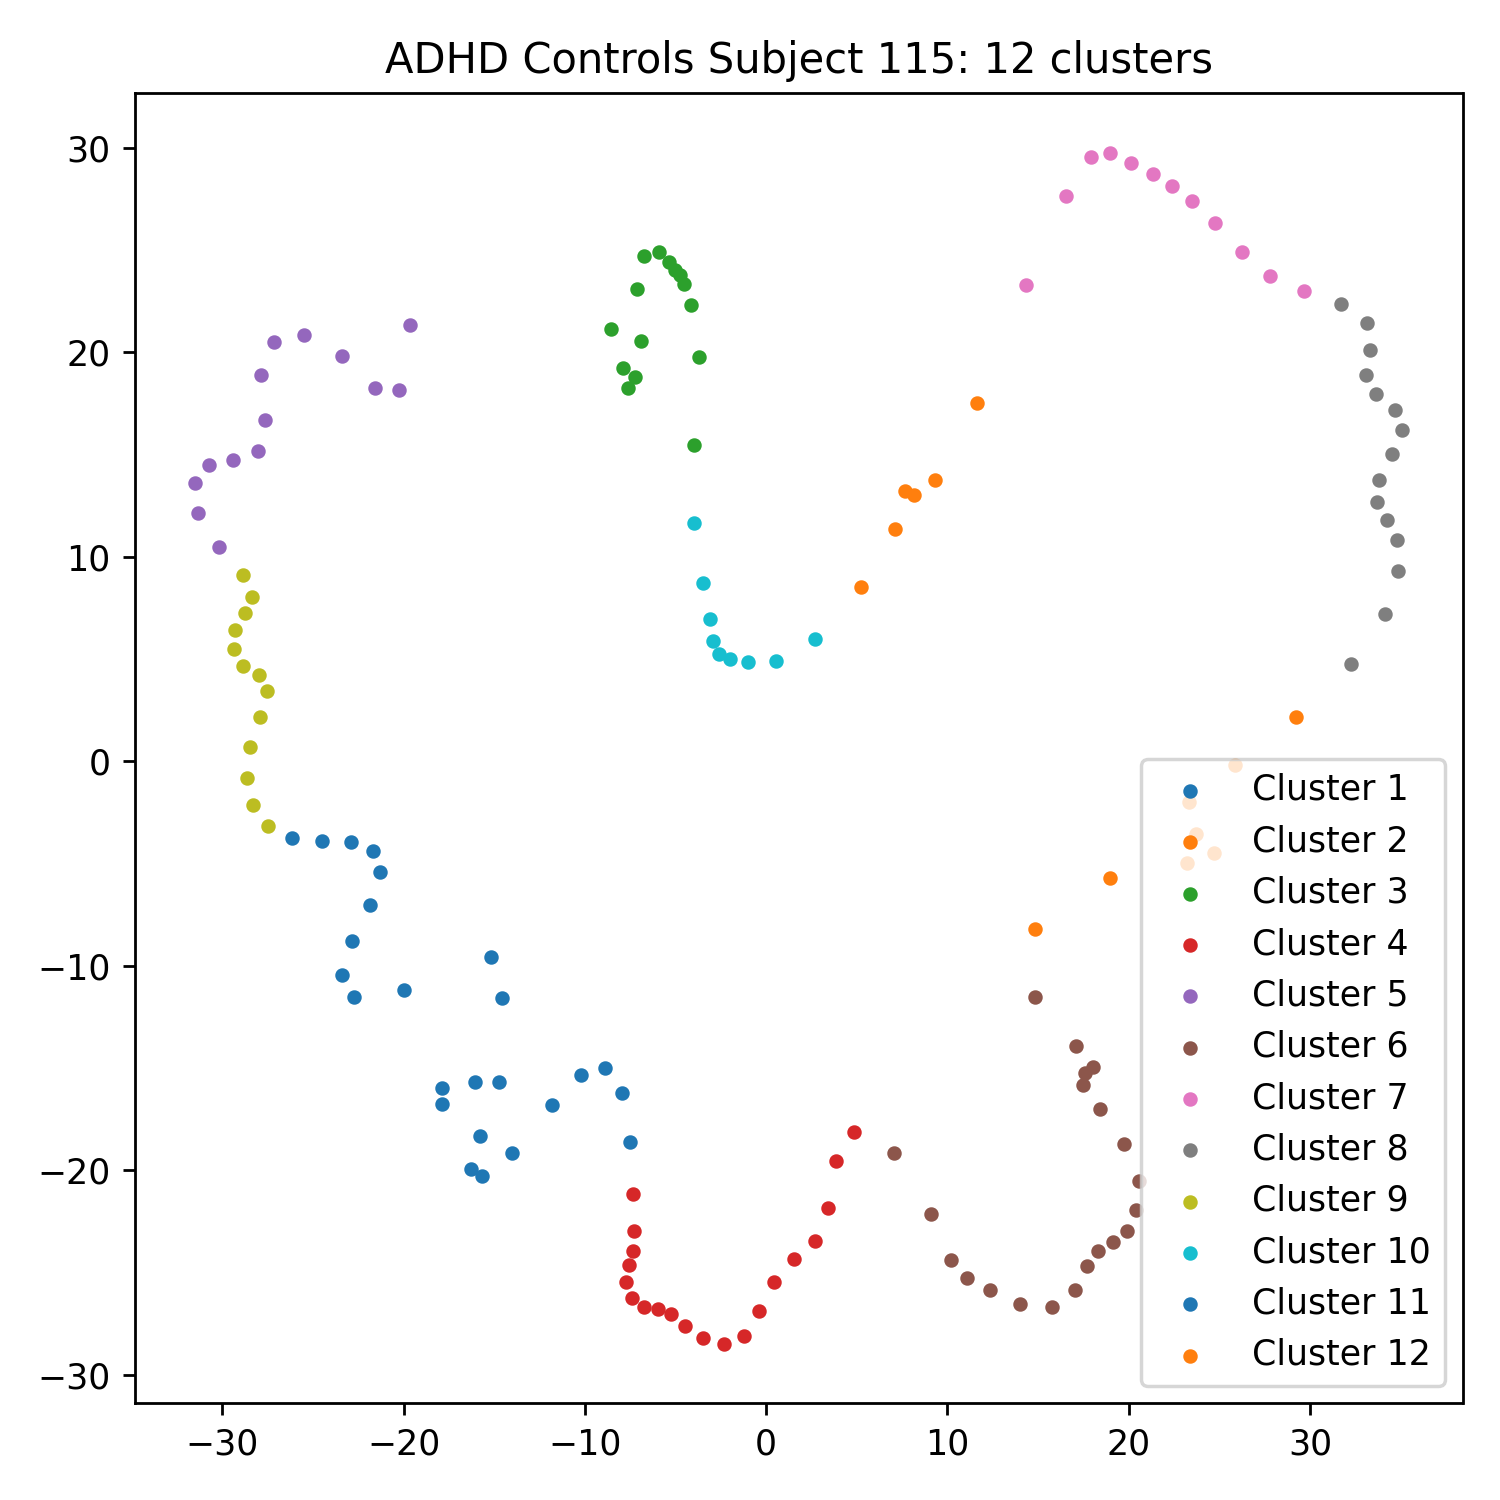 ADHD Controls Subject 115: 12 clusters
30
20
10
0
−10
−20
−30
Cluster 1
Cluster 2
Cluster 3
Cluster 4
Cluster 5
Cluster 6
Cluster 7
Cluster 8
Cluster 9
Cluster 10
Cluster 11
Cluster 12
−30 −20 −10 0 10 20 30